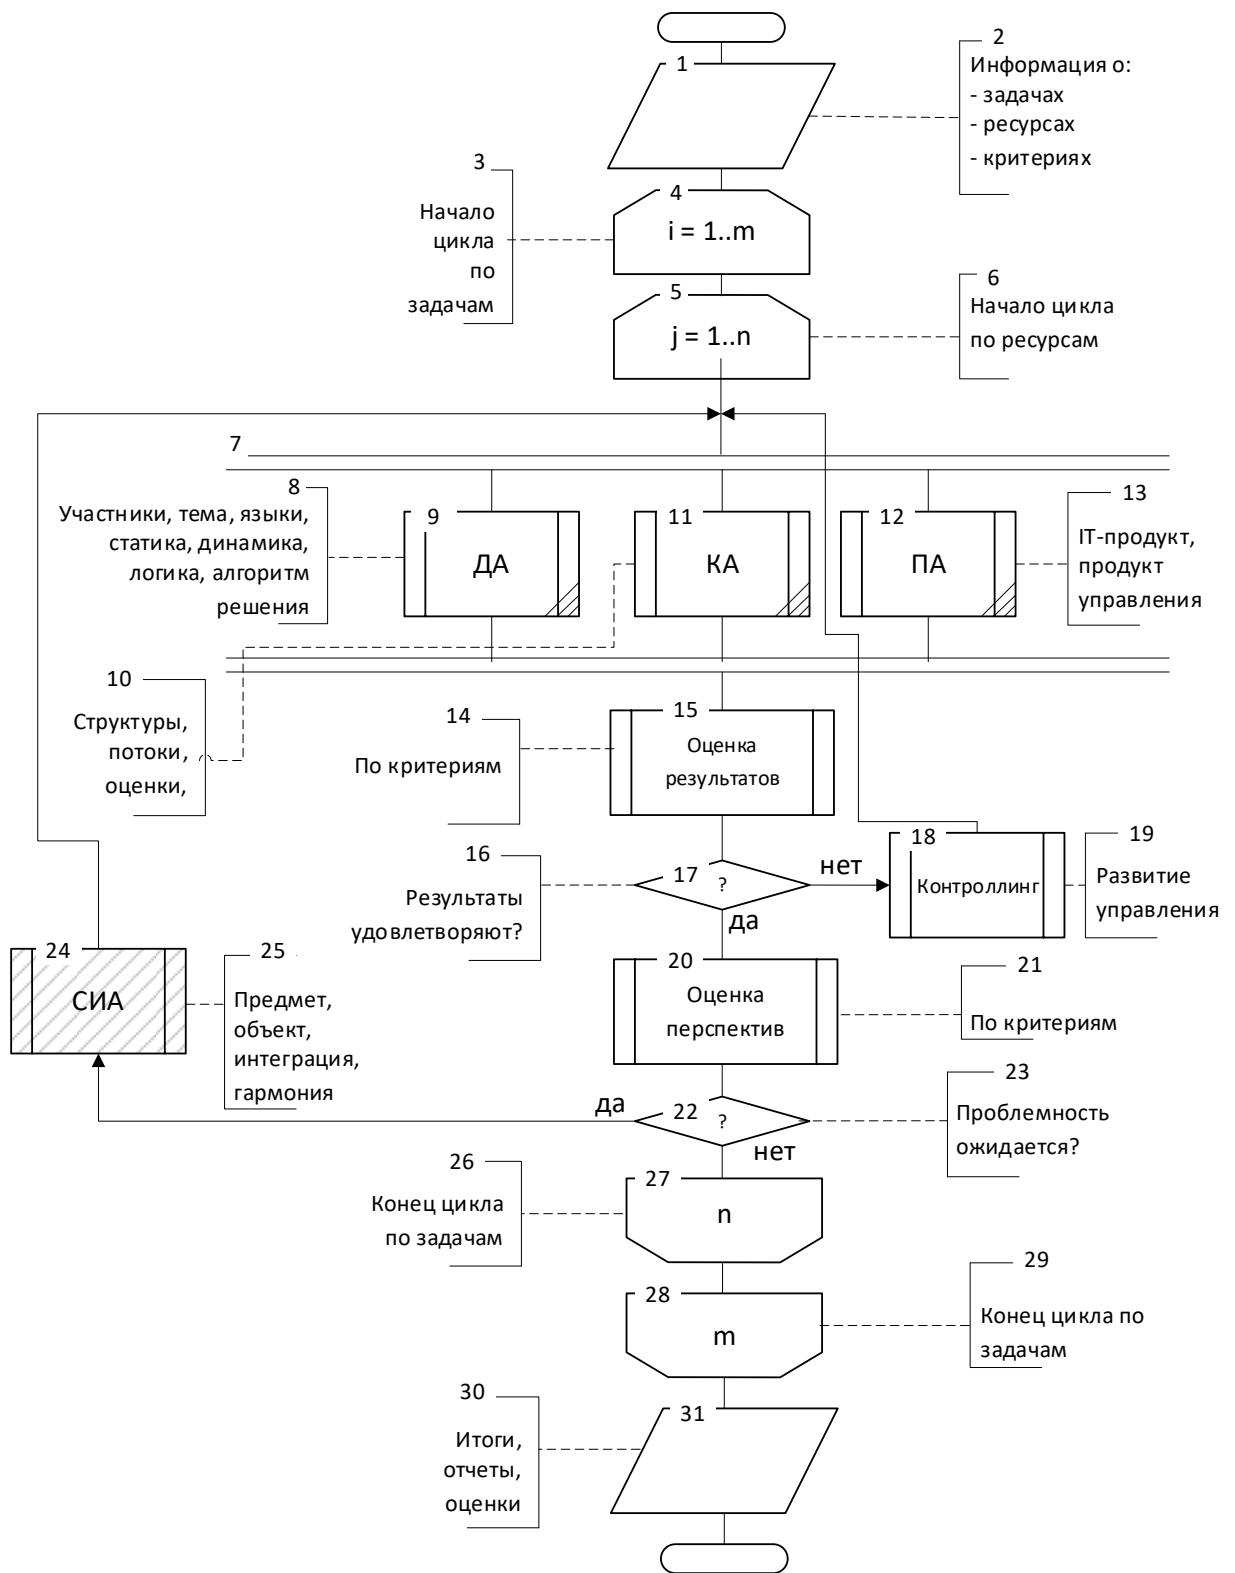 1
2
Информация о:
- задачах
- ресурсах
- критериях
3
Начало
цикла
по
задачам
4
i = 1..m
5
j = 1..n
6
Начало цикла
по ресурсам
7
8
Участники, тема, языки,
статика, динамика,
логика, алгоритм
решения
9
ДА
11
КА
12
ПА
13
IT-продукт,
продукт
управления
10
Структуры,
потоки,
оценки,
14
По критериям
15
Оценка
результатов
16
Результаты
удовлетворяют?
17
?
нет
да
18
Контроллинг
19
Развитие
управления
24
СИА
25
Предмет,
объект,
интеграция,
гармония
20
Оценка
перспектив
21
По критериям
22
?
да
нет
23
Проблемность
ожидается?
26
Конец цикла
по задачам
27
n
28
m
29
Конец цикла по
задачам
30
Итоги,
отчеты,
оценки
31